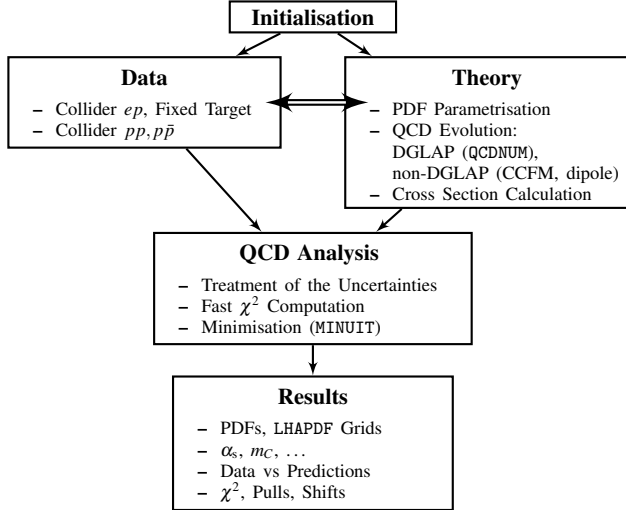 Initialisation
Data
– Collider ep, Fixed Target
– Collider pp, pp̄
Theory
– PDF Parametrisation
– QCD Evolution:
DGLAP (QCDNUM),
non-DGLAP (CCFM, dipole)
– Cross Section Calculation
QCD Analysis
– Treatment of the Uncertainties
– Fast χ² Computation
– Minimisation (MINUIT)
Results
– PDFs, LHAPDF Grids
– αₛ, m_C, …
– Data vs Predictions
– χ², Pulls, Shifts